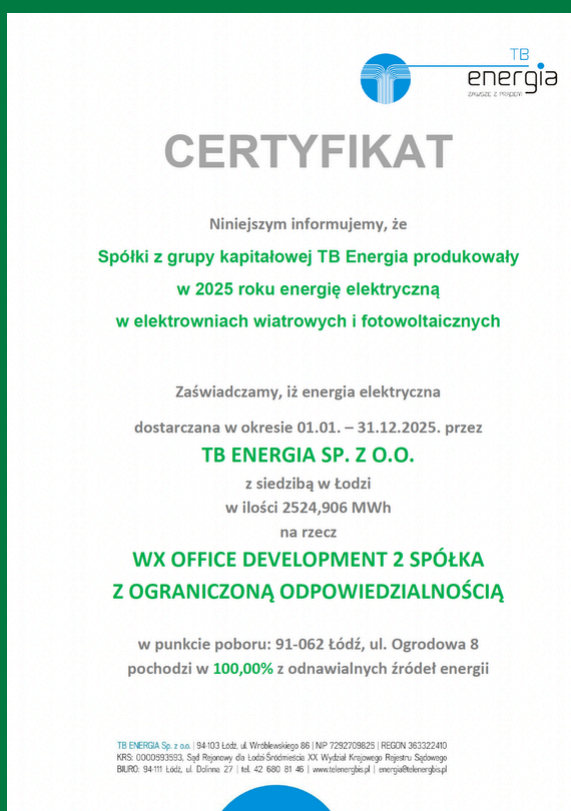 TB
energia
ZAWSZE Z PRĄDEM
CERTYFIKAT
Niniejszym informujemy, że
Spółki z grupy kapitałowej TB Energia produkowały
w 2025 roku energię elektryczną
w elektrowniach wiatrowych i fotowoltaicznych
Zaświadczamy, iż energia elektryczna
dostarczana w okresie 01.01. – 31.12.2025. przez
TB ENERGIA SP. Z O.O.
z siedzibą w Łodzi
w ilości 2524,906 MWh
na rzecz
WX OFFICE DEVELOPMENT 2 SPÓŁKA
Z OGRANICZONĄ ODPOWIEDZIALNOŚCIĄ
w punkcie poboru: 91-062 Łódź, ul. Ogrodowa 8
pochodzi w 100,00% z odnawialnych źródeł energii
TB ENERGIA Sp. z o.o. | 94-103 Łódź, ul. Wróblewskiego 86 | NIP 7292709825 | REGON 363322410
KRS: 0000593593, Sąd Rejonowy dla Łodzi-Śródmieścia XX Wydział Krajowego Rejestru Sądowego
BIURO: 94-111 Łódź, ul. Dolinna 27 | tel. 42 680 81 46 | www.telenergbis.pl | energia@telenergbis.pl